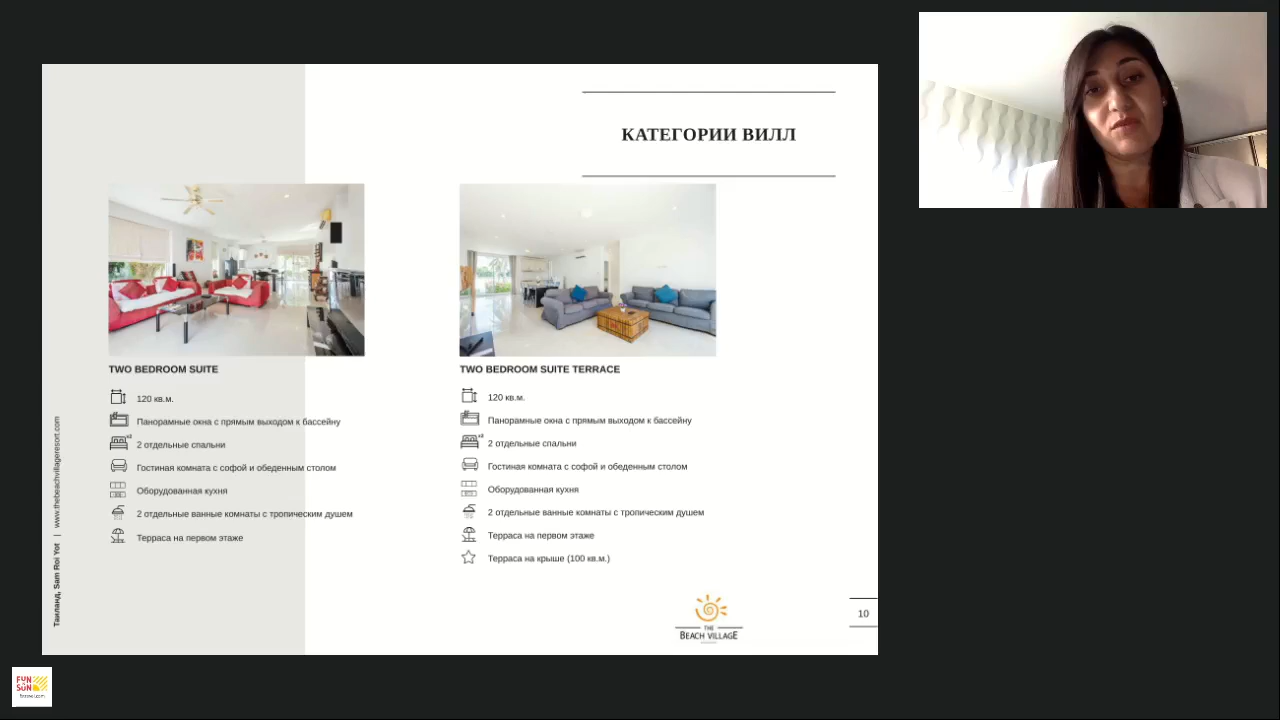 КАТЕГОРИИ ВИЛЛ
TWO BEDROOM SUITE
120 кв.м.
Панорамные окна с прямым выходом к бассейну
x2
2 отдельные спальни
Гостиная комната с софой и обеденным столом
Оборудованная кухня
2 отдельные ванные комнаты с тропическим душем
Терраса на первом этаже
TWO BEDROOM SUITE TERRACE
120 кв.м.
Панорамные окна с прямым выходом к бассейну
x2
2 отдельные спальни
Гостиная комната с софой и обеденным столом
Оборудованная кухня
2 отдельные ванные комнаты с тропическим душем
Терраса на первом этаже
Терраса на крыше (100 кв.м.)
Таиланд, Sam Roi Yot | www.thebeachvillageresort.com
THE
BEACH VILLAGE
10
FUN
&SUN